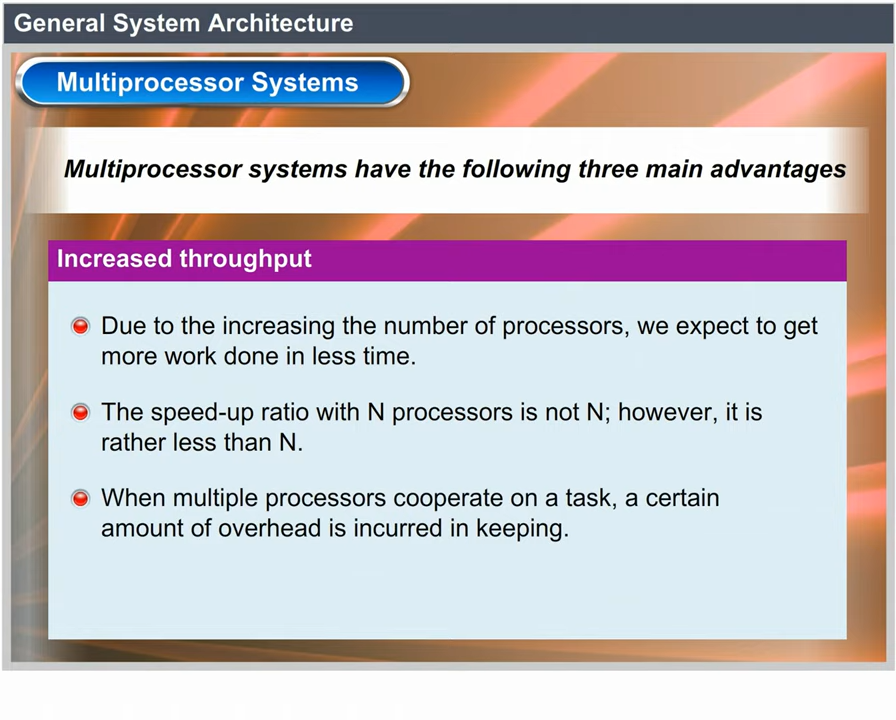 General System Architecture
Multiprocessor Systems
Multiprocessor systems have the following three main advantages
Increased throughput
Due to the increasing the number of processors, we expect to get
more work done in less time.
The speed-up ratio with N processors is not N; however, it is
rather less than N.
When multiple processors cooperate on a task, a certain
amount of overhead is incurred in keeping.